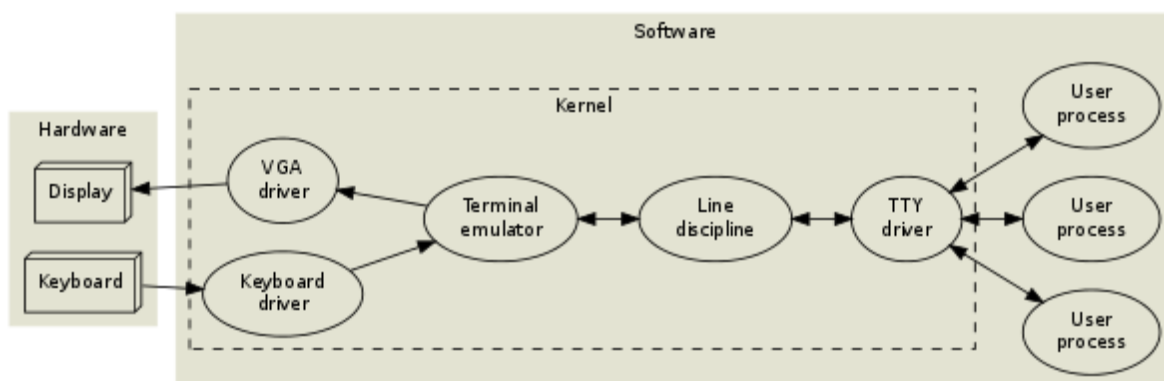 Software
Kernel
Hardware
Display
Keyboard
VGA
driver
Keyboard
driver
Terminal
emulator
Line
discipline
TTY
driver
User
process
User
process
User
process